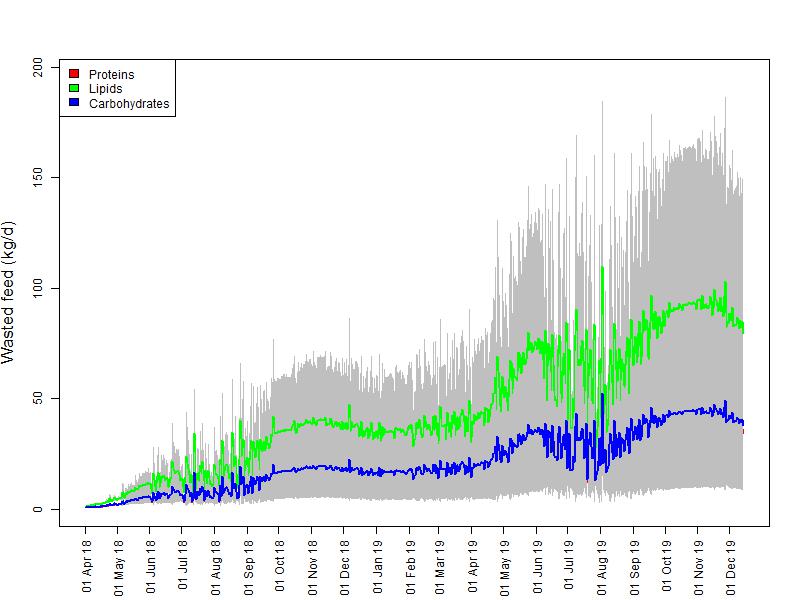 Proteins
Lipids
Carbohydrates
Wasted feed (kg/d)
200
150
100
50
0
01 Apr 18
01 May 18
01 Jun 18
01 Jul 18
01 Aug 18
01 Sep 18
01 Oct 18
01 Nov 18
01 Dec 18
01 Jan 19
01 Feb 19
01 Mar 19
01 Apr 19
01 May 19
01 Jun 19
01 Jul 19
01 Aug 19
01 Sep 19
01 Oct 19
01 Nov 19
01 Dec 19